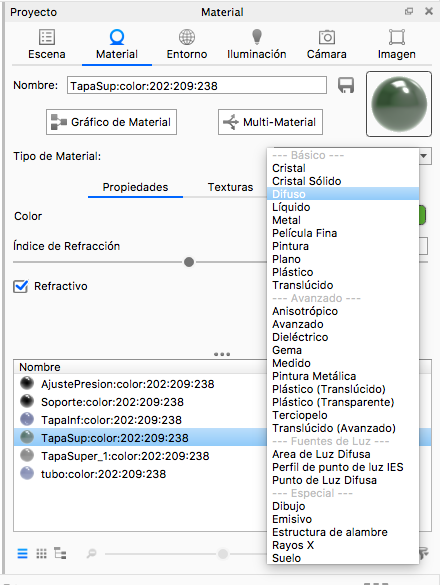 Proyecto
Material
Escena
Material
Entorno
Iluminación
Cámara
Imagen
Nombre:
TapaSup:color:202:209:238
Gráfico de Material
Multi-Material
Tipo de Material:
Propiedades
Texturas
Color
Índice de Refracción
Refractivo
--- Básico ---
Cristal
Cristal Sólido
Difuso
Líquido
Metal
Película Fina
Pintura
Plano
Plástico
Translúcido
--- Avanzado ---
Anisotrópico
Avanzado
Dieléctrico
Gema
Medido
Pintura Metálica
Plástico (Translúcido)
Plástico (Transparente)
Terciopelo
Translúcido (Avanzado)
--- Fuentes de Luz ---
Area de Luz Difusa
Perfil de punto de luz IES
Punto de Luz Difusa
--- Especial ---
Dibujo
Emisivo
Estructura de alambre
Rayos X
Suelo
Nombre
AjustePresion:color:202:209:238
Soporte:color:202:209:238
TapaInf:color:202:209:238
TapaSup:color:202:209:238
TapaSuper_1:color:202:209:238
tubo:color:202:209:238